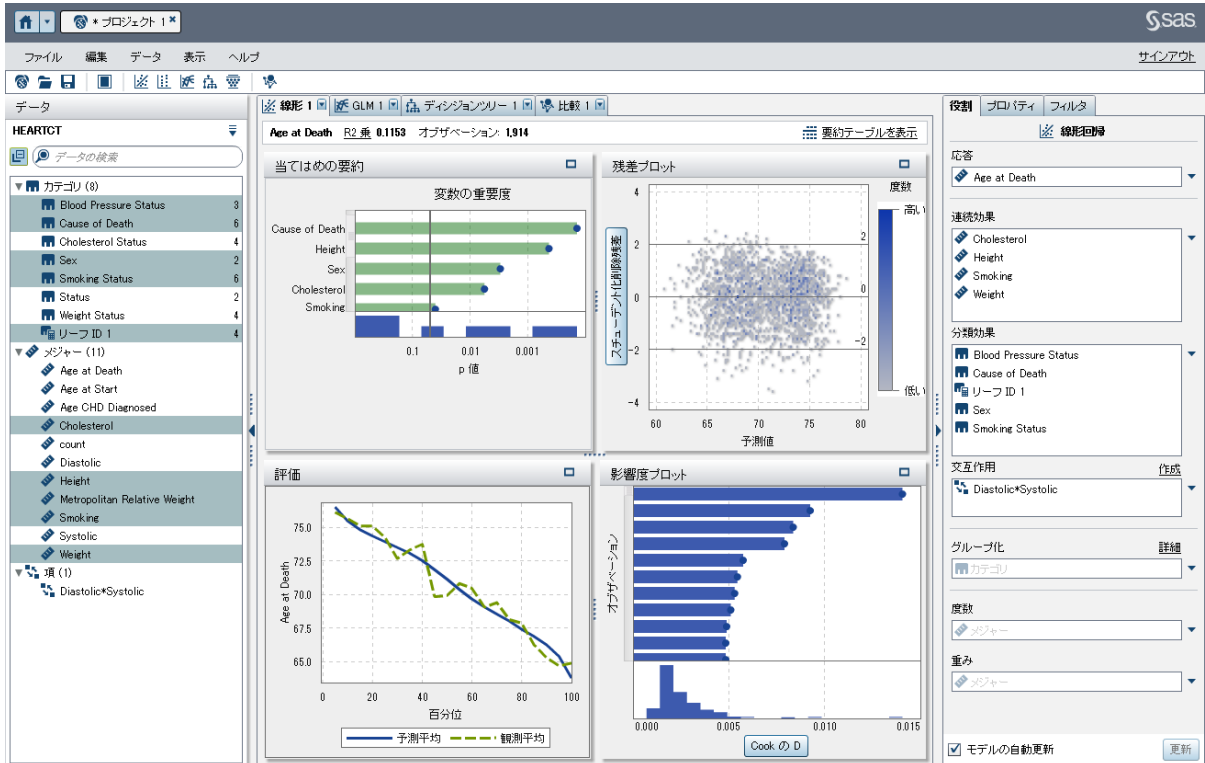 * プロジェクト 1
sas
ファイル 編集 データ 表示 ヘルプ
サインアウト
データ
HEARTCT
データの検索
カテゴリ (8)
Blood Pressure Status 3
Cause of Death 6
Cholesterol Status 4
Sex 2
Smoking Status 6
Status 2
Weight Status 4
リーフ ID 1 4
メジャー (11)
Age at Death
Age at Start
Age CHD Diagnosed
Cholesterol
count
Diastolic
Height
Metropolitan Relative Weight
Smoking
Systolic
Weight
項 (1)
Diastolic*Systolic
線形 1 GLM 1 ディシジョンツリー 1 比較 1
Age at Death R2 乗 0.1153 オブザベーション: 1,914 要約テーブルを表示
当てはめの要約
変数の重要度
Cause of Death
Height
Sex
Cholesterol
Smoking
0.1 0.01 0.001
p 値
残差プロット
度数
高い
低い
スチューデント化削除残差
4
2
0
-2
-4
2
0
-2
60 65 70 75 80
予測値
評価
Age at Death
75.0
72.5
70.0
67.5
65.0
0 20 40 60 80 100
百分位
予測平均 観測平均
影響度プロット
オブザベーション
0.000 0.005 0.010 0.015
Cook の D
役割 プロパティ フィルタ
線形回帰
応答
Age at Death
連続効果
Cholesterol
Height
Smoking
Weight
分類効果
Blood Pressure Status
Cause of Death
リーフ ID 1
Sex
Smoking Status
交互作用 作成
Diastolic*Systolic
グループ化 詳細
カテゴリ
度数
メジャー
重み
メジャー
モデルの自動更新 更新